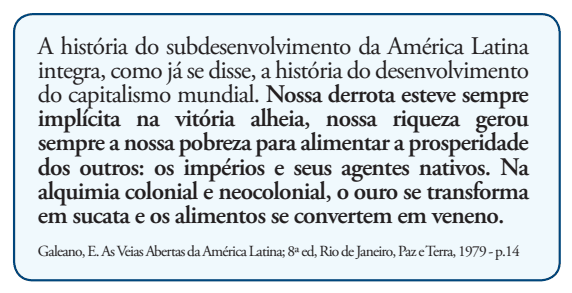 A história do subdesenvolvimento da América Latina
integra, como já se disse, a história do desenvolvimento
do capitalismo mundial. Nossa derrota esteve sempre
implícita na vitória alheia, nossa riqueza gerou
sempre a nossa pobreza para alimentar a prosperidade
dos outros: os impérios e seus agentes nativos. Na
alquimia colonial e neocolonial, o ouro se transforma
em sucata e os alimentos se convertem em veneno.
Galeano, E. As Veias Abertas da América Latina; 8ª ed, Rio de Janeiro, Paz e Terra, 1979 - p.14